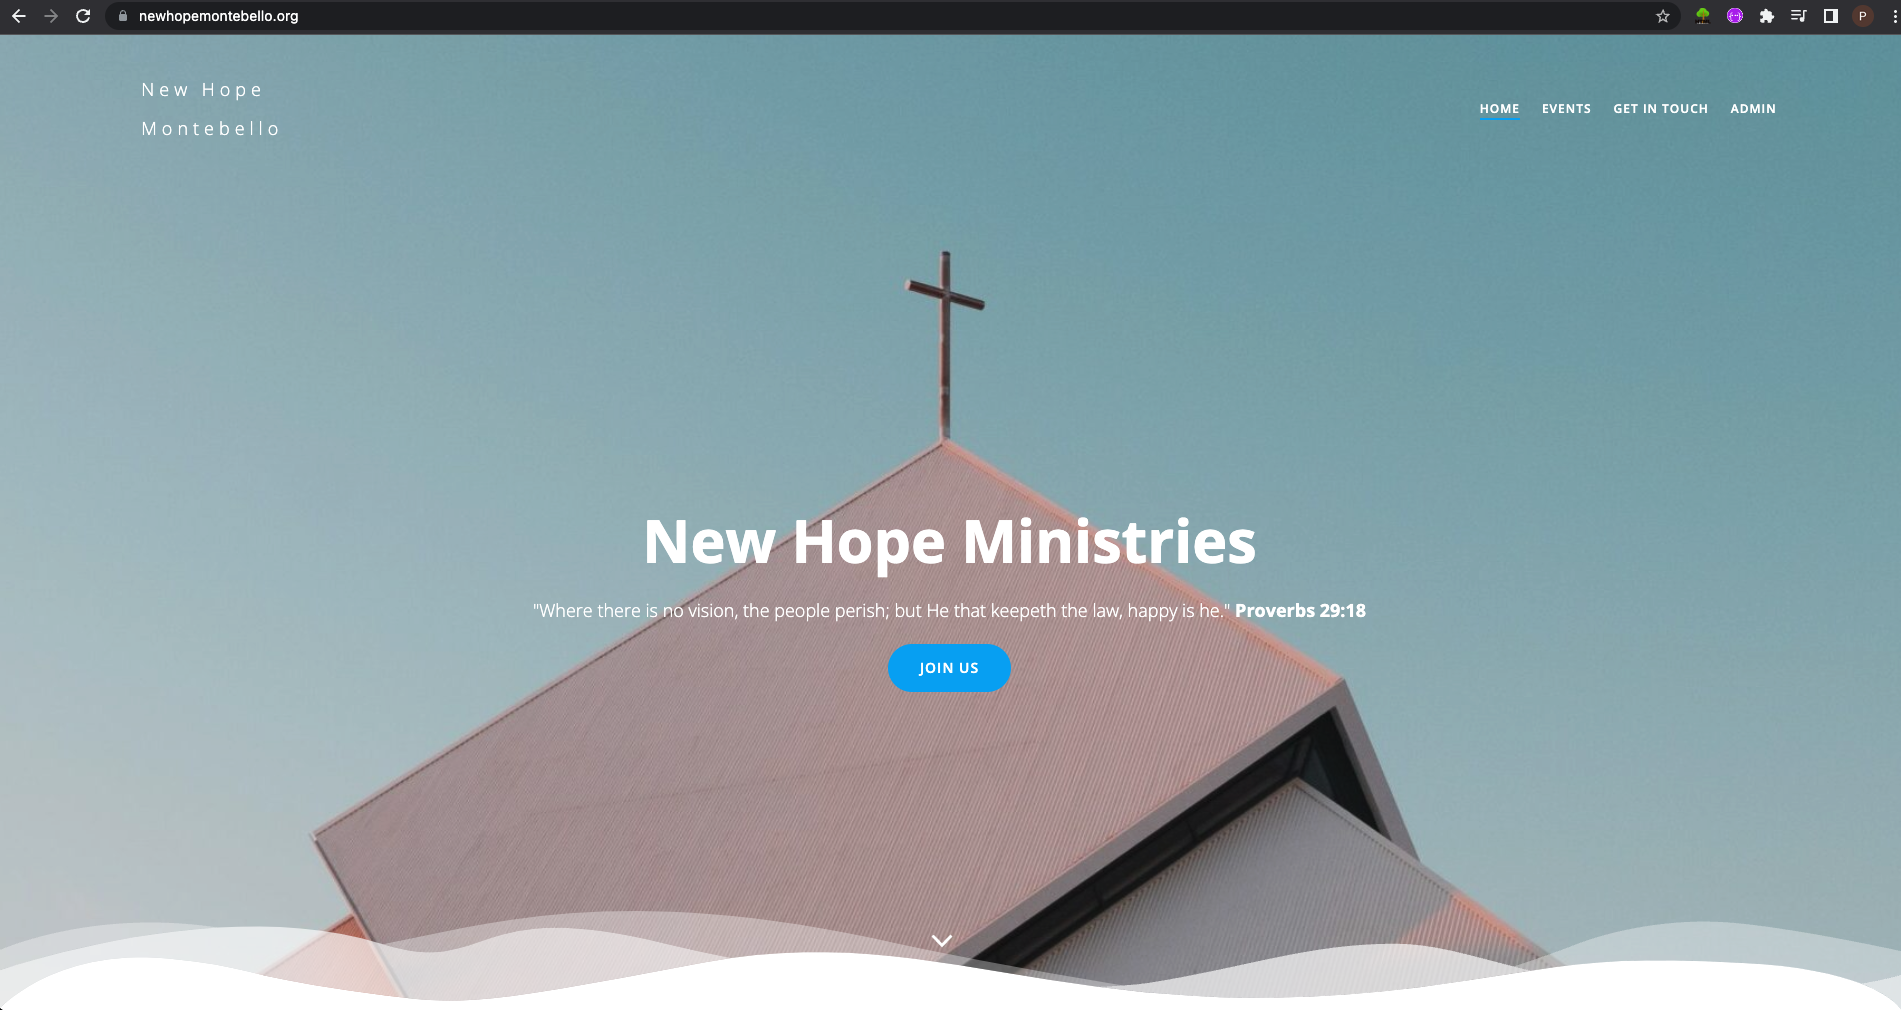 newhopemontebello.org
P
New Hope
Montebello
HOME EVENTS GET IN TOUCH ADMIN
New Hope Ministries
"Where there is no vision, the people perish; but He that keepeth the law, happy is he." Proverbs 29:18
JOIN US